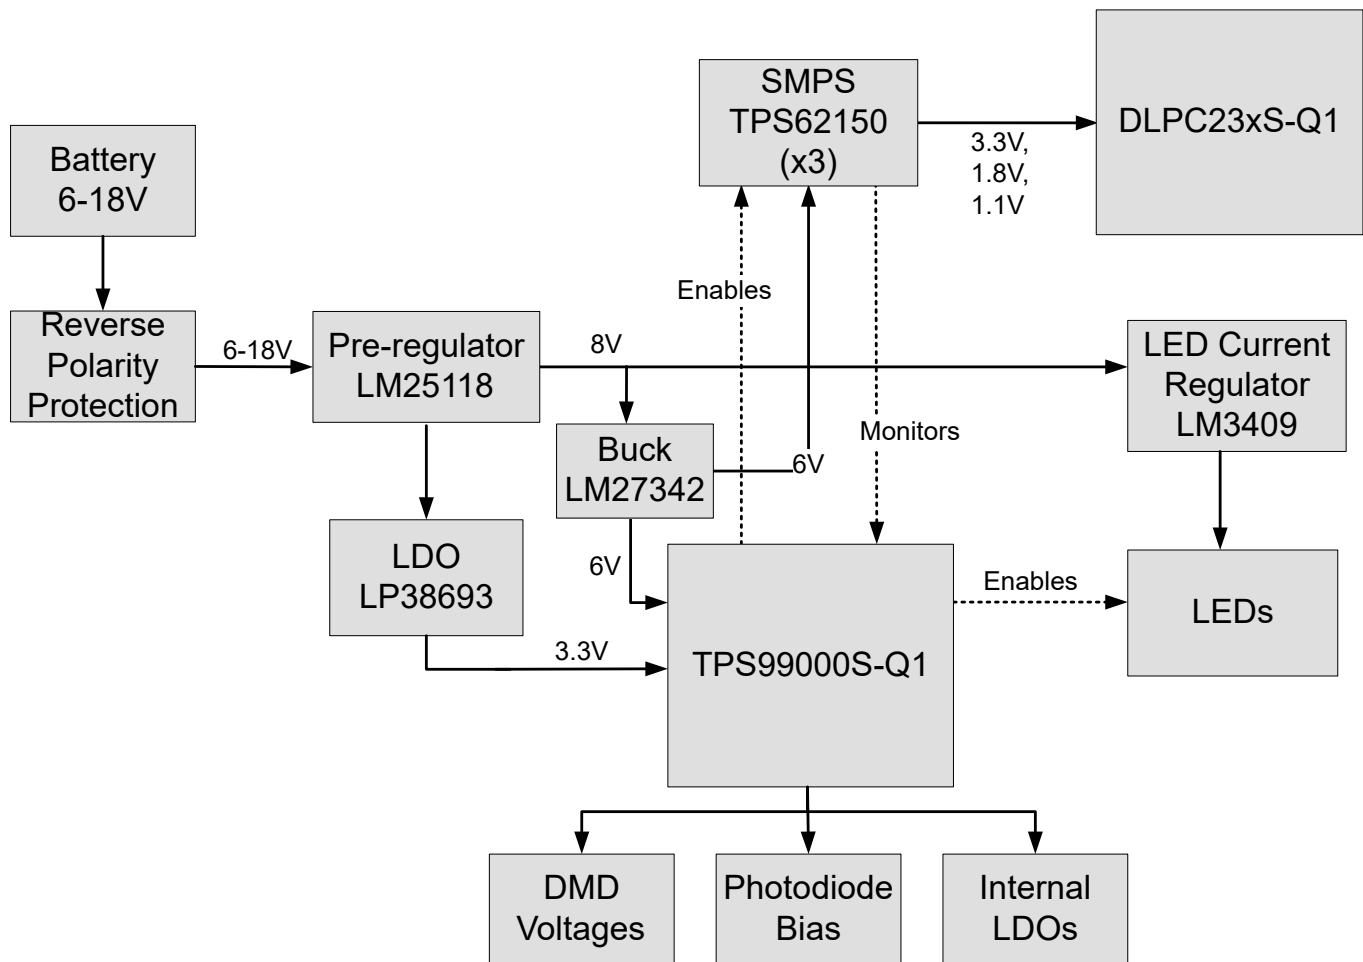 SMPS
TPS62150
(x3)
DLPC23xS-Q1
3.3V,
1.8V,
1.1V
Battery
6-18V
Enables
Reverse
Polarity
Protection
6-18V
Pre-regulator
LM25118
8V
LED Current
Regulator
LM3409
Monitors
Buck
LM27342
6V
LDO
LP38693
6V
Enables
LEDs
3.3V
TPS99000S-Q1
DMD
Voltages
Photodiode
Bias
Internal
LDOs